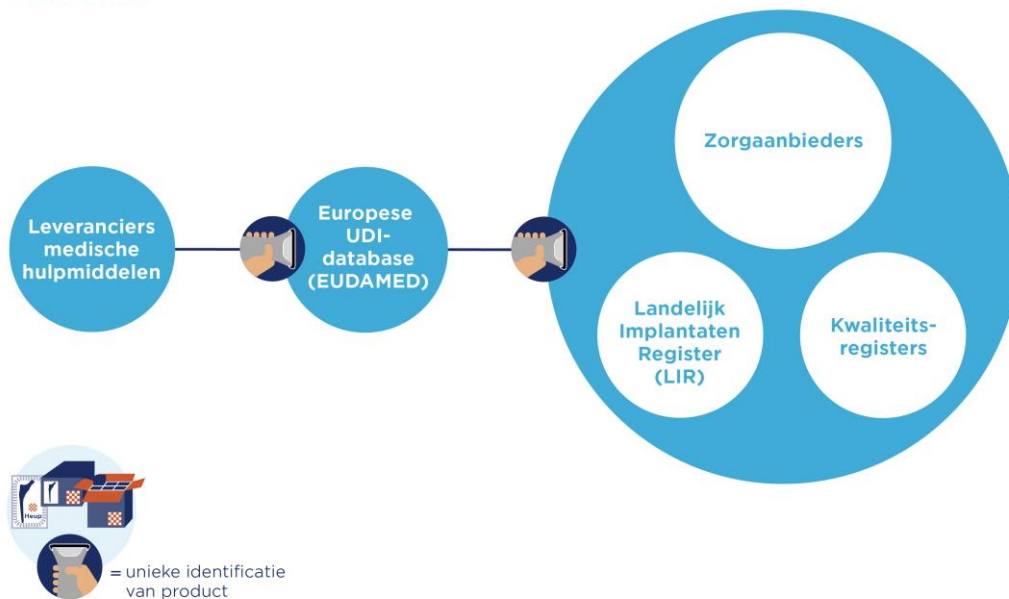 Leveranciers
medische
hulpmiddelen
Europese
UDI-
database
(EUDAMED)
Zorgaanbieders
Landelijk
Implantaten
Register
(LIR)
Kwaliteits-
registers
Heup
= unieke identificatie
van product